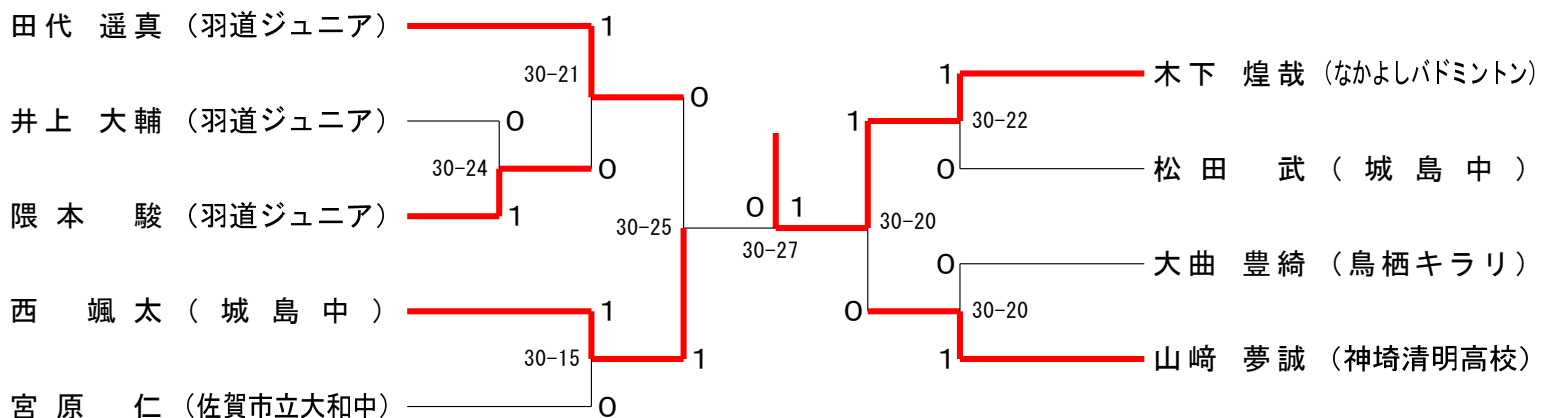 田代 遥真 (羽道ジュニア)
1
30-21
0
井上 大輔 (羽道ジュニア)
0
30-24
0
隈本 駿 (羽道ジュニア)
1
30-25
西 颯太 (城島中)
1
30-15
1
宮原 仁 (佐賀市立大和中)
0
0 1
30-27
1 木下 煌哉 (なかよしバドミントン)
1
30-22
0 松田 武 (城島中)
30-20
0 大曲 豊綺 (鳥栖キラリ)
0
30-20
1 山﨑 夢誠 (神埼清明高校)